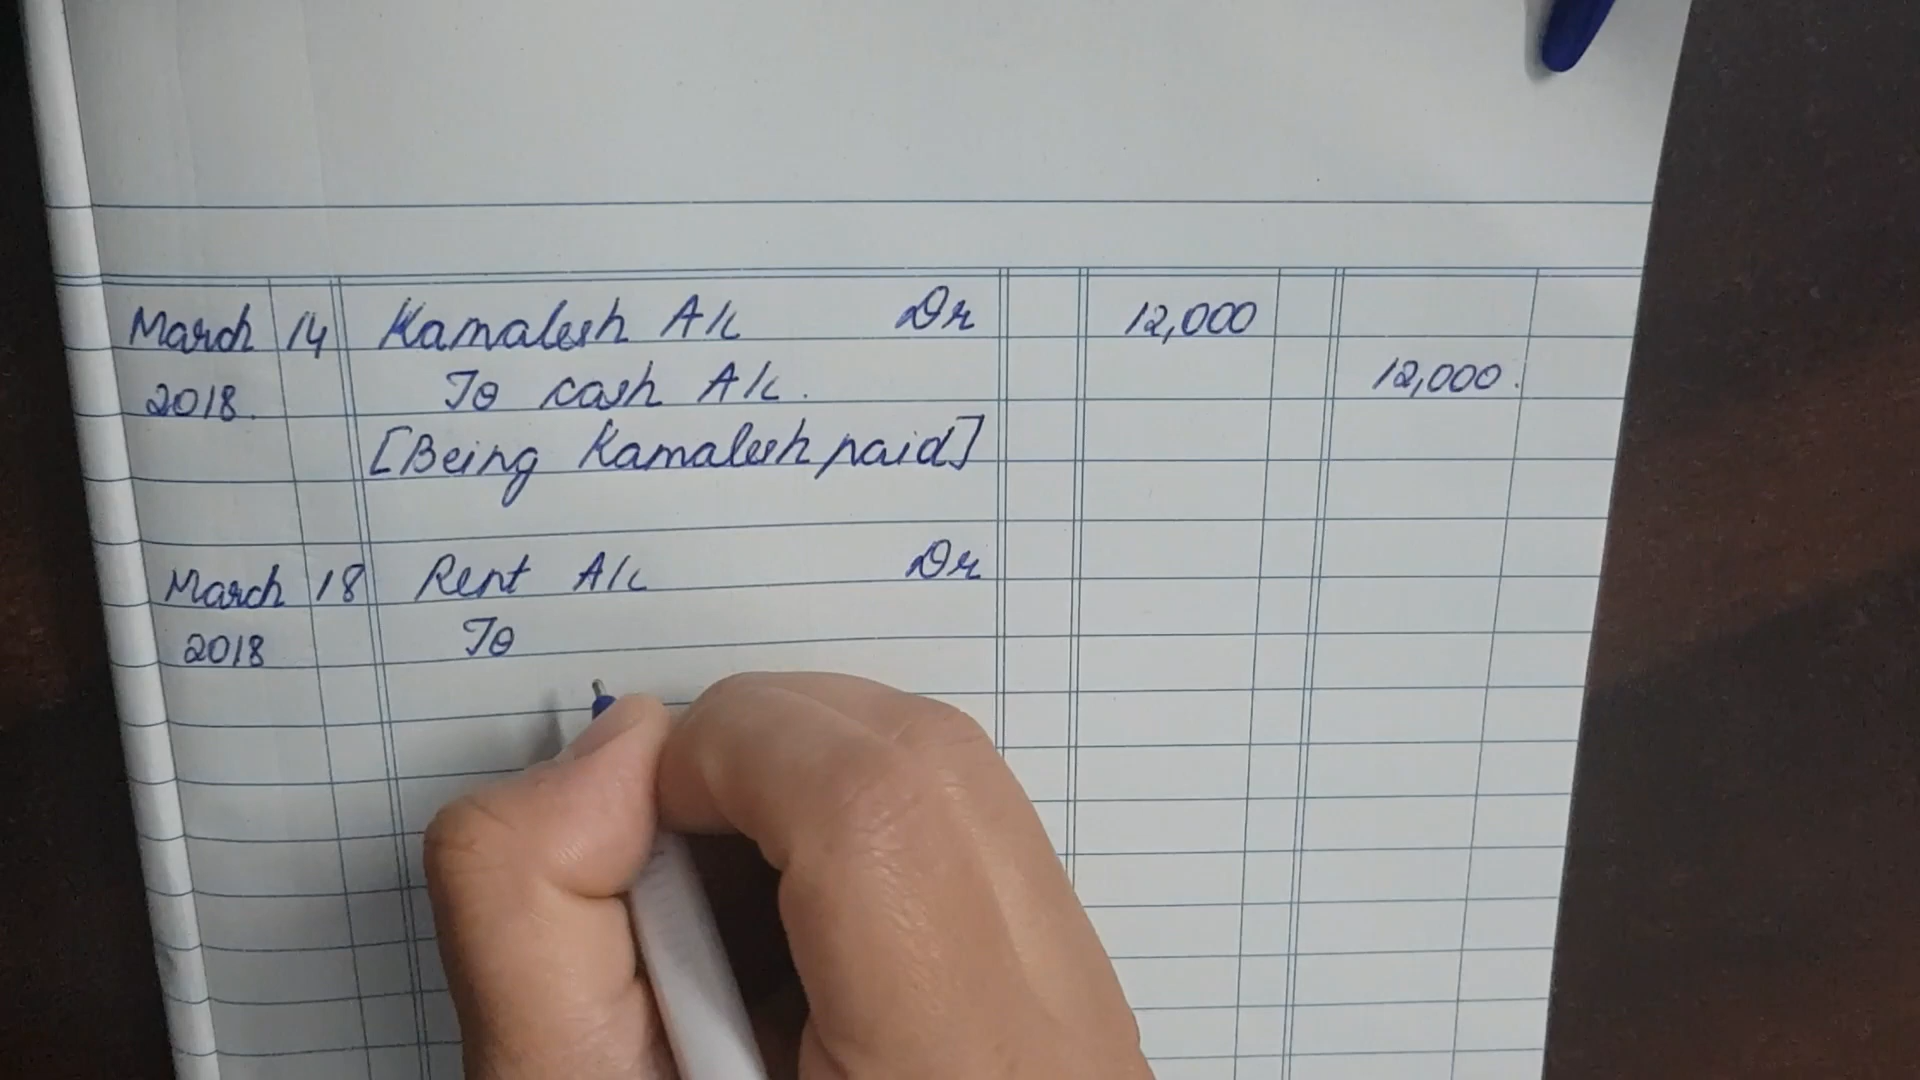 March 14 Kamalesh A/c Dr 12,000
2018. To cash A/c. 12,000.
[Being Kamalesh paid]
March 18 Rent A/c Dr
2018 To